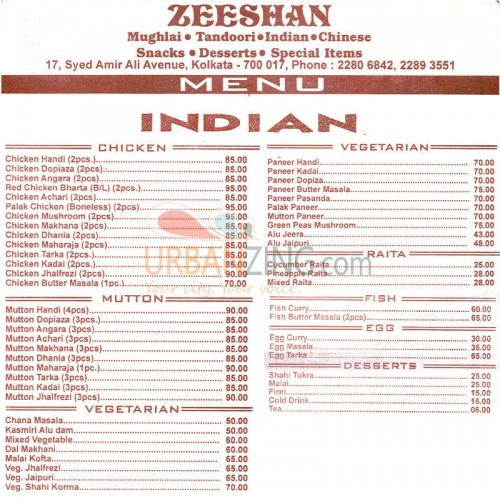 ZEESHAN
Mughlai • Tandoori • Indian • Chinese
Snacks • Desserts • Special Items
17, Syed Amir Ali Avenue, Kolkata - 700 017, Phone : 2280 6842, 2289 3551
MENU
INDIAN
CHICKEN
Chicken Handi (2pcs.) 85.00
Chicken Dopiaza (2pcs.) 85.00
Chicken Angara (2pcs) 85.00
Red Chicken Bharta (B/L) (2pcs.) 95.00
Chicken Achari (2pcs) 85.00
Palak Chicken (Boneless) (2pcs) 95.00
Chicken Mushroom (2pcs) 95.00
Chicken Makhana (2pcs) 85.00
Chicken Dhania (2pcs) 85.00
Chicken Maharaja (2pcs) 85.00
Chicken Tarka (2pcs) 85.00
Chicken Kadai (2pcs) 85.00
Chicken Jhalfrezi (2pcs) 90.00
Chicken Butter Masala (1pc.) 70.00
MUTTON
Mutton Handi (4pcs) 90.00
Mutton Dopiaza (3pcs) 85.00
Mutton Angara (3pcs) 85.00
Mutton Achari (3pcs) 85.00
Mutton Makhana (3pcs) 85.00
Mutton Dhania (3pcs) 85.00
Mutton Maharaja (1pc.) 90.00
Mutton Tarka (3pcs) 85.00
Mutton Kadai (3pcs) 85.00
Mutton Jhalfrezi (3pcs) 90.00
VEGETARIAN
Chana Masala 50.00
Kasmiri Alu dam 50.00
Mixed Vegetable 60.00
Dal Makhani 60.00
Malai Kofta 65.00
Veg. Jhalfrezi 65.00
Veg. Jaipuri 65.00
Veg. Shahi Korma 70.00
VEGETARIAN
Paneer Handi 70.00
Paneer Kadai 70.00
Paneer Dopiza 70.00
Paneer Butter Masala 75.00
Paneer Pasanda 70.00
Palak Paneer 70.00
Mutton Paneer 70.00
Green Peas Mushroom 75.00
Alu Jeera 43.00
Alu Jaipuri 48.00
RAITA
Cucumber Raita 25.00
Pineapple Raita 28.00
Mixed Raita 28.00
FISH
Fish Curry 60.00
Fish Butter Masala (2pcs) 65.00
EGG
Egg Curry 30.00
Egg Masala 35.00
Egg Tarka 65.00
DESSERTS
Shahi Tukra 25.00
Malai 25.00
Firni 15.00
Cold Drink 15.00
Tea 06.00
URBANZING.com
Your city. Your voice.